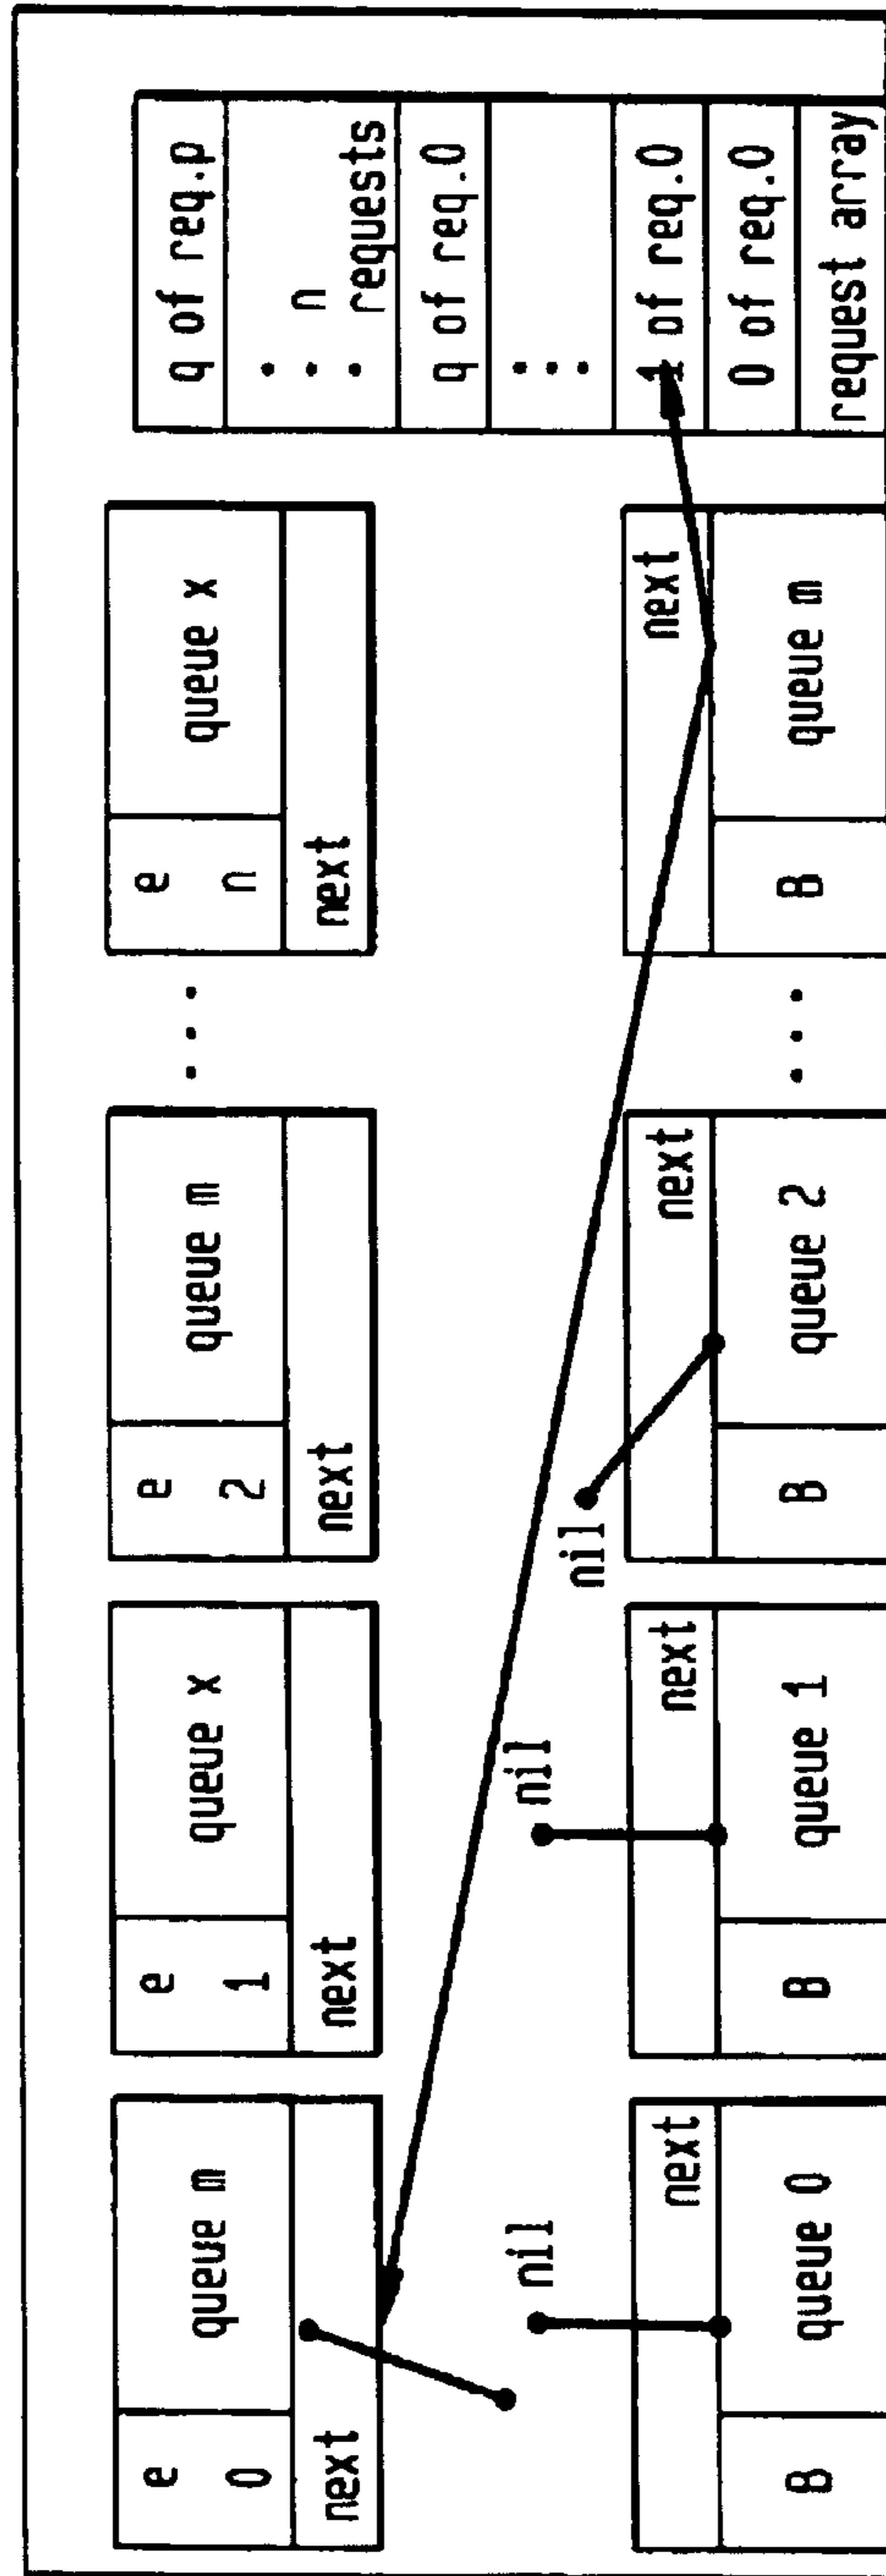 e
0
queue m
next
e
1
queue x
next
e
2
queue m
next
...
e
n
queue x
next
nil
nil
nil
next
B
queue 0
next
B
queue 1
next
B
queue 2
...
next
B
queue m
q of req.p
. . . n
requests
q of req.0
...
1 of req.0
0 of req.0
request array